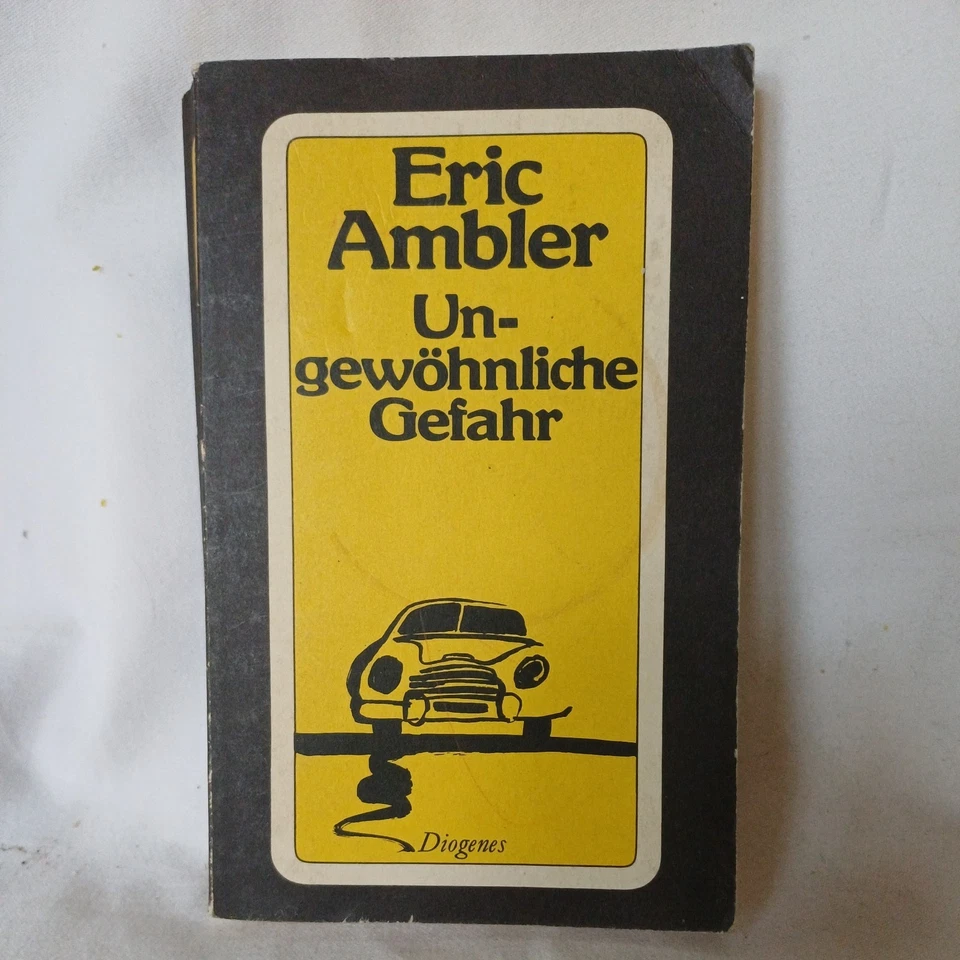 Eric
Ambler
Un-
gewöhnliche
Gefahr
Diogenes